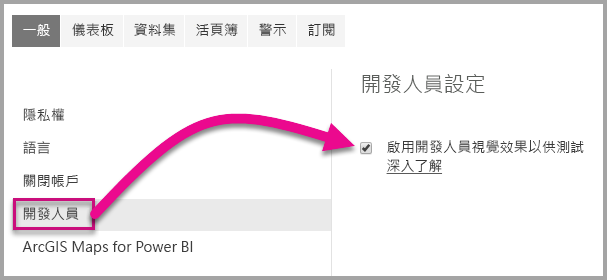 一般 儀表板 資料集 活頁簿 警示 訂閱
開發人員設定
隱私權
語言
關閉帳戶
開發人員
ArcGIS Maps for Power BI
啟用開發人員視覺效果以供測試
深入了解